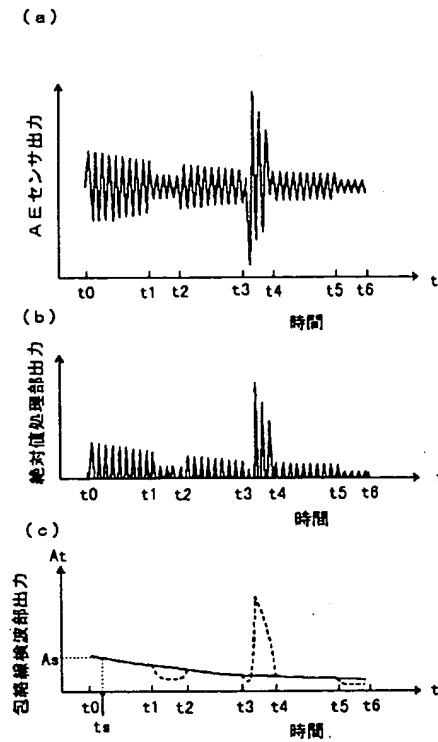 (a)
AEセンサ出力
t0 t1 t2 t3 t4 t5 t6 t
時間
(b)
絶対値処理部出力
t0 t1 t2 t3 t4 t5 t6 t
時間
(c)
At
包絡線検波部出力
As
ts
t1 t2 t3 t4 t5 t6 t
t0
時間